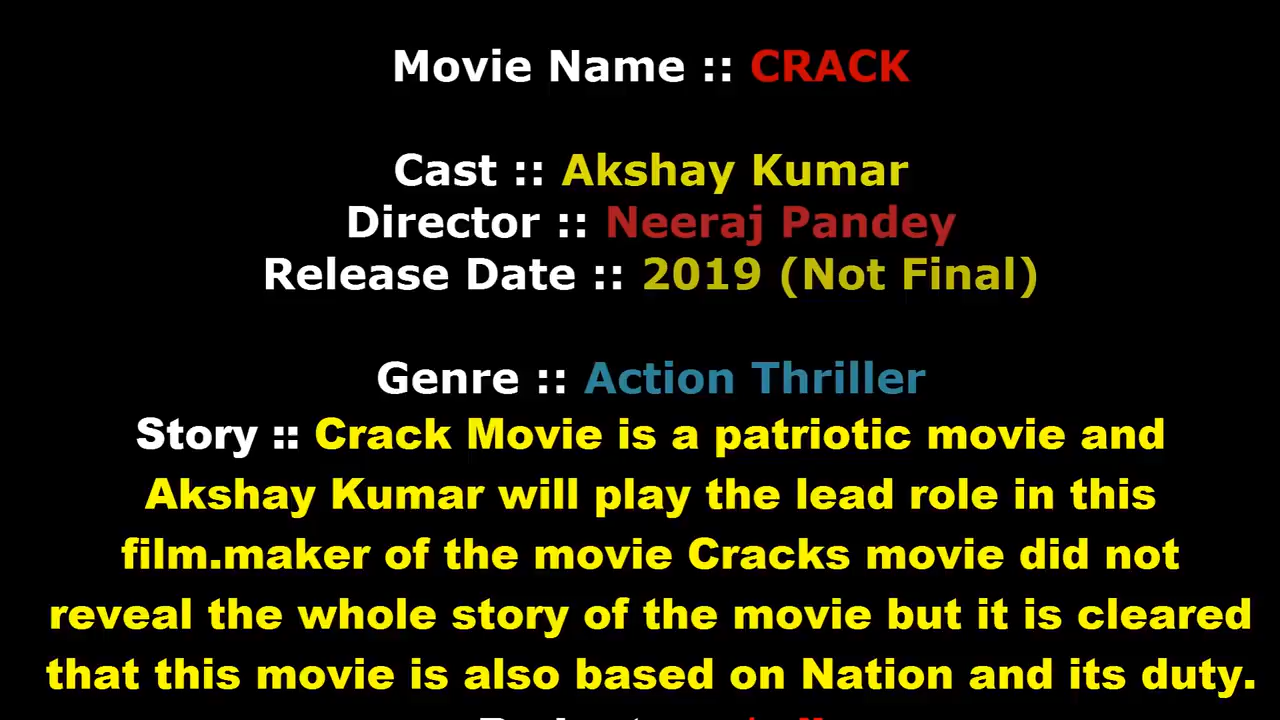 Movie Name :: CRACK
Cast :: Akshay Kumar
Director :: Neeraj Pandey
Release Date :: 2019 (Not Final)
Genre :: Action Thriller
Story :: Crack Movie is a patriotic movie and
Akshay Kumar will play the lead role in this
film.maker of the movie Cracks movie did not
reveal the whole story of the movie but it is cleared
that this movie is also based on Nation and its duty.